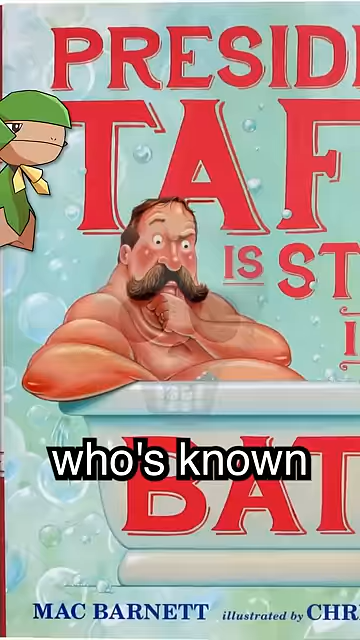 PRESID
TAF
IS ST
I
who's known
BAT
MAC BARNETT illustrated by CHR